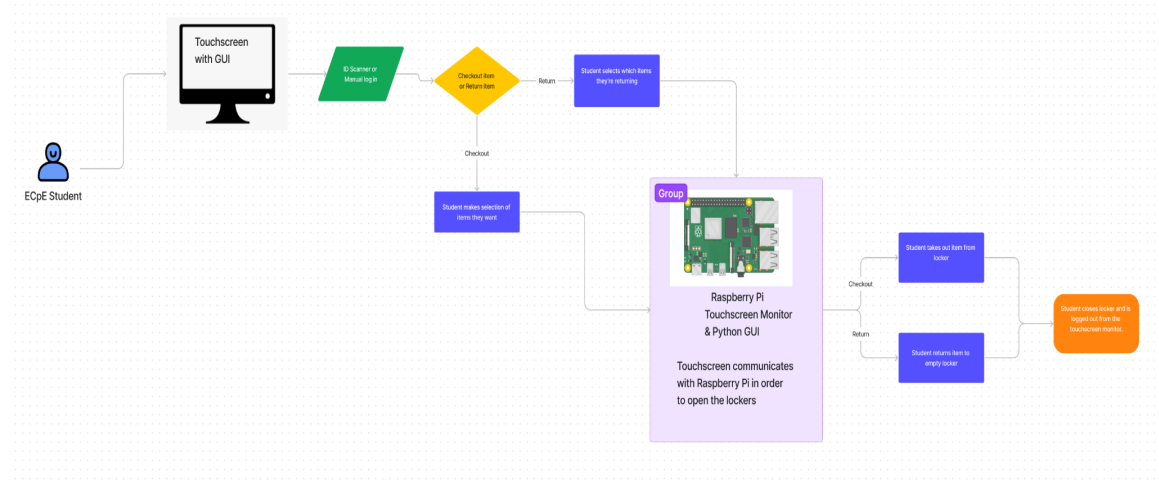 Touchscreen
with GUI
ID Scanner or
Manual log in
Checkout item
or Return item
Return
Student selects which items
they're returning
Checkout
ECpE Student
Student makes selection of
items they want
Group
Raspberry Pi
Touchscreen Monitor
& Python GUI
Touchscreen communicates
with Raspberry Pi in order
to open the lockers
Checkout
Student takes out item from
locker
Return
Student returns item to
empty locker
Student closes locker and is
logged out from the
touchscreen monitor.